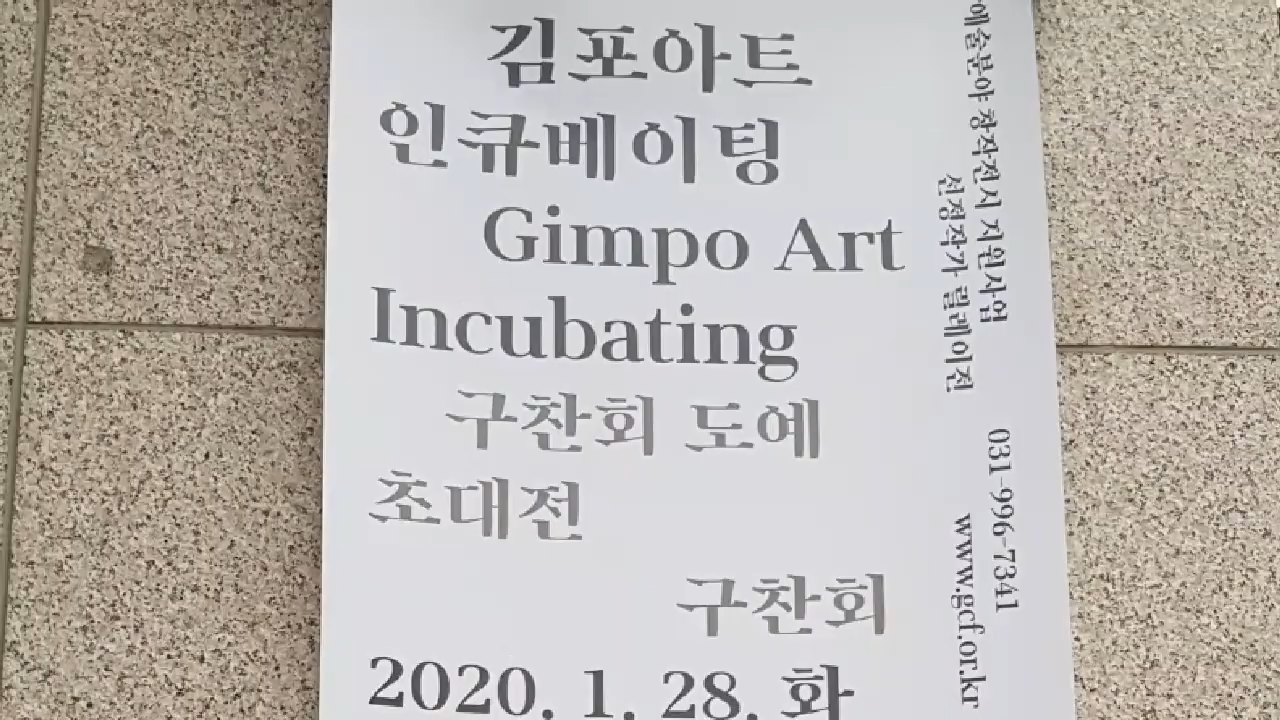 김포아트
인큐베이팅
Gimpo Art
Incubating
구찬회 도예
초대전
구찬회
2020. 1. 28. 화
예술분야 창작전시 지원사업
선정작가 릴레이전
031-996-7341
www.gcf.or.kr